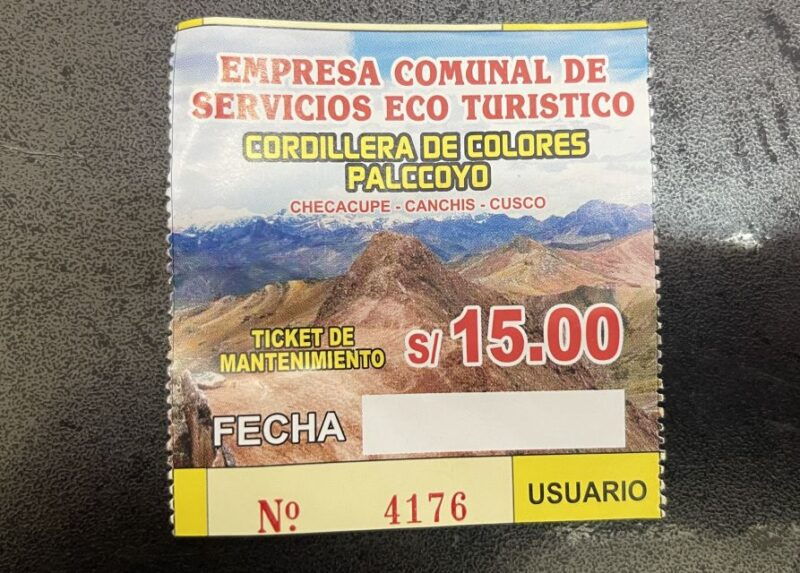 EMPRESA COMUNAL DE
SERVICIOS ECO TURISTICO
CORDILLERA DE COLORES
PALCCOYO
CHECACUPE - CANCHIS - CUSCO
TICKET DE
MANTENIMIENTO
S/ 15.00
FECHA
Nº 4176
USUARIO